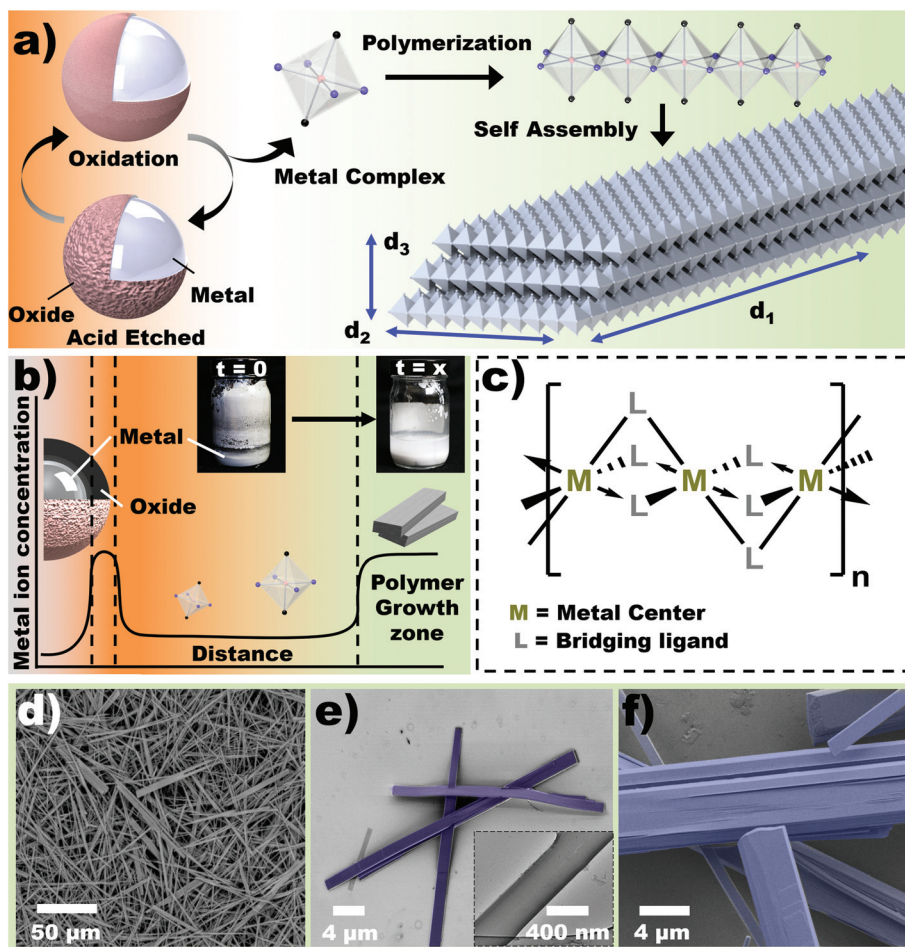 a)
Polymerization
Oxidation
Self Assembly
Metal Complex
Metal
Oxide
Acid Etched
d3
d2
d1
b)
t = 0
t = x
Metal ion concentration
Metal
Oxide
Distance
Polymer
Growth
zone
c)
L
L
L
M
M
M
L
L
L
n
M = Metal Center
L = Bridging ligand
d)
50 µm
e)
4 µm
400 nm
f)
4 µm